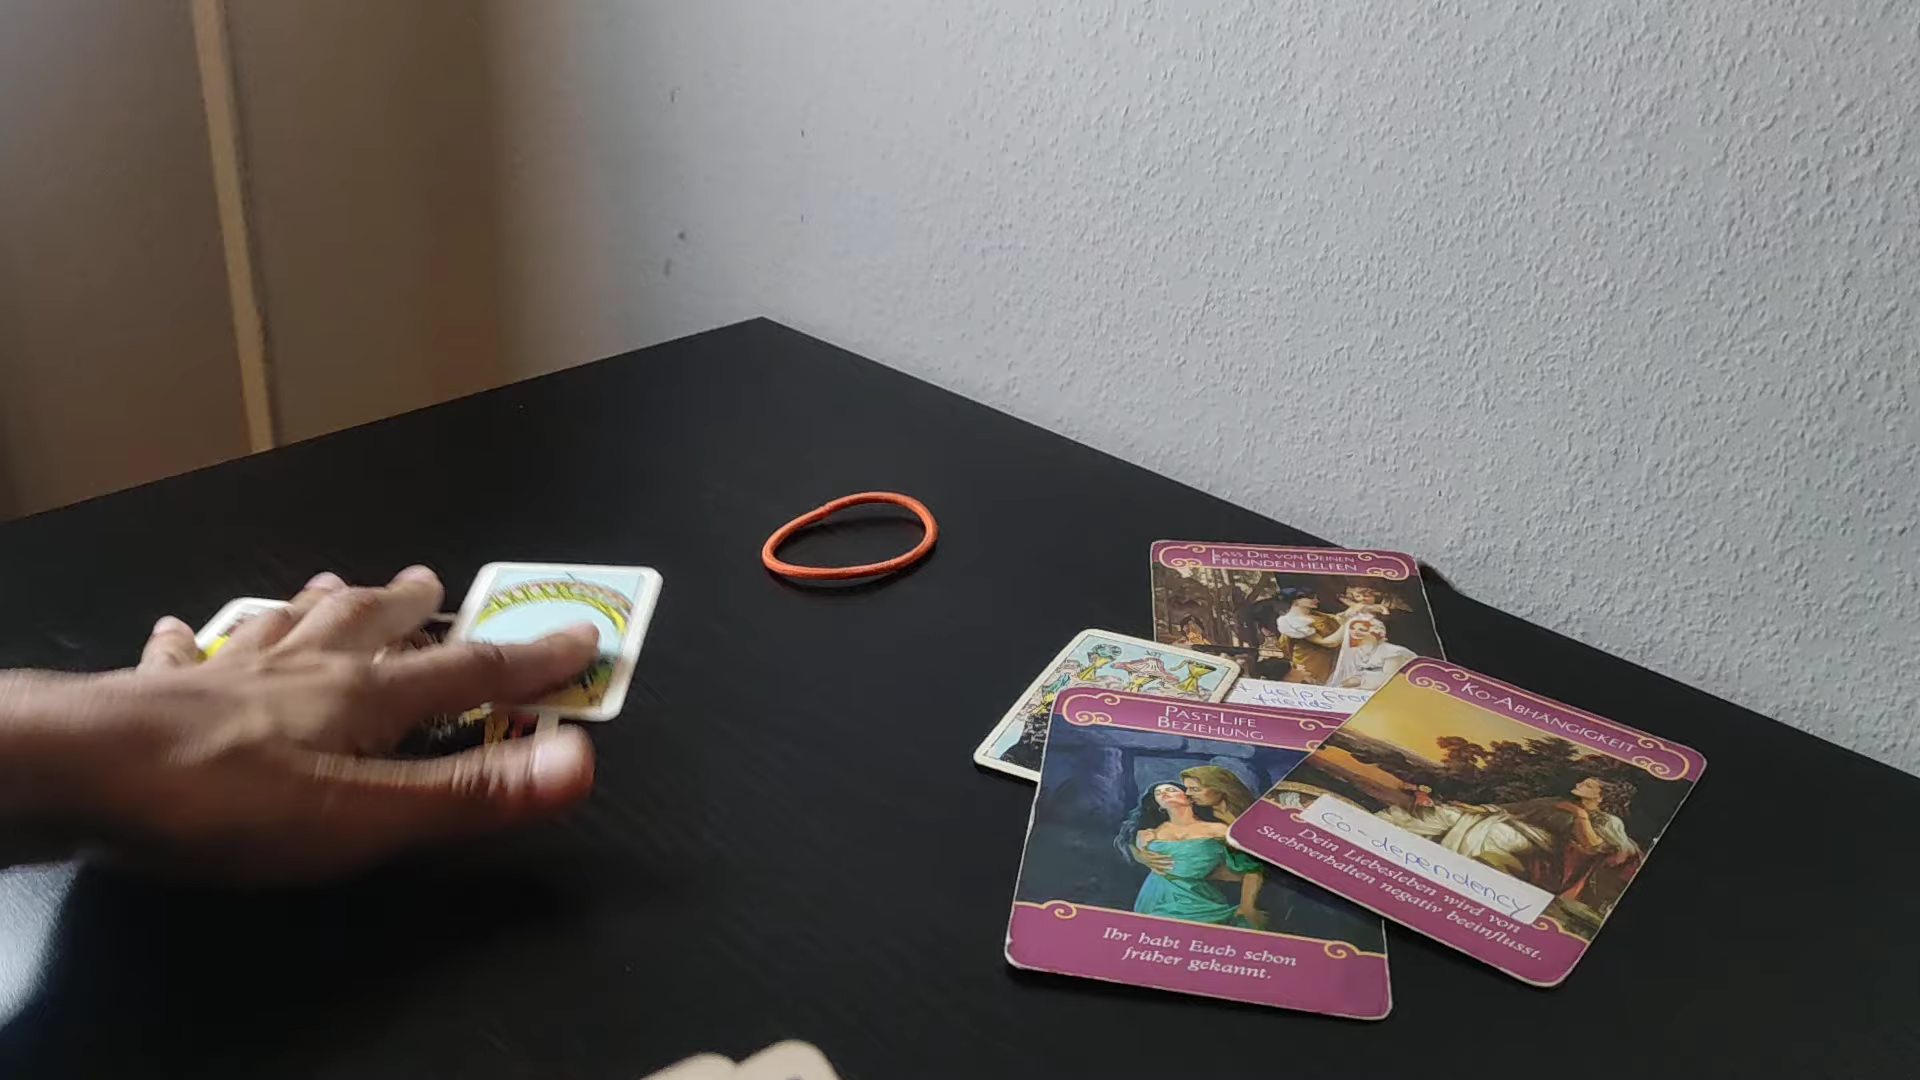 LASS DIR VON DEINEN
FREUNDEN HELFEN
help from
friends
VII
PAST-LIFE
BEZIEHUNG
Ihr habt Euch schon
früher gekannt.
KO-ABHÄNGIGKEIT
Co-dependency
Dein Liebesleben wird von
Suchtverhalten negativ beeinflusst.